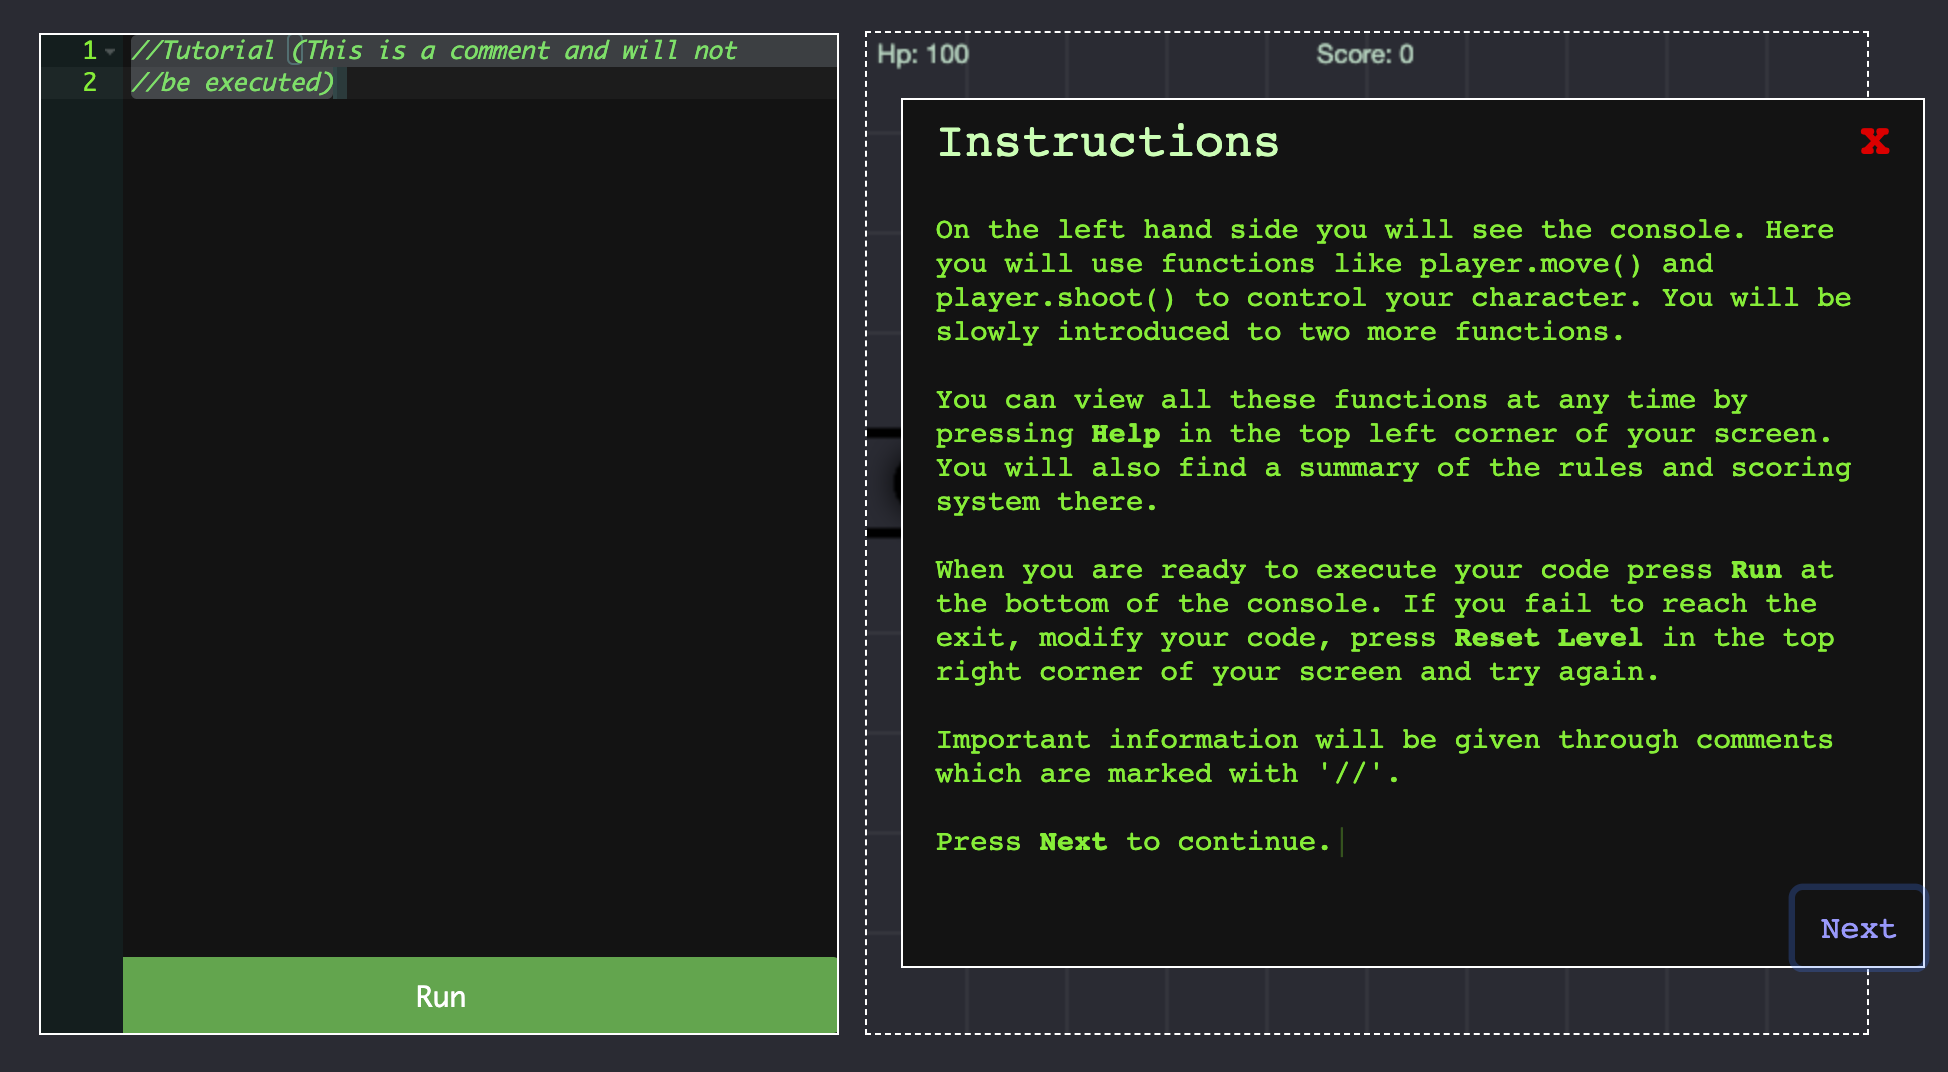 1 //Tutorial (This is a comment and will not
2 //be executed)
Run
Hp: 100
Score: 0
Instructions
x
On the left hand side you will see the console. Here
you will use functions like player.move() and
player.shoot() to control your character. You will be
slowly introduced to two more functions.
You can view all these functions at any time by
pressing Help in the top left corner of your screen.
You will also find a summary of the rules and scoring
system there.
When you are ready to execute your code press Run at
the bottom of the console. If you fail to reach the
exit, modify your code, press Reset Level in the top
right corner of your screen and try again.
Important information will be given through comments
which are marked with '//'.
Press Next to continue.
Next